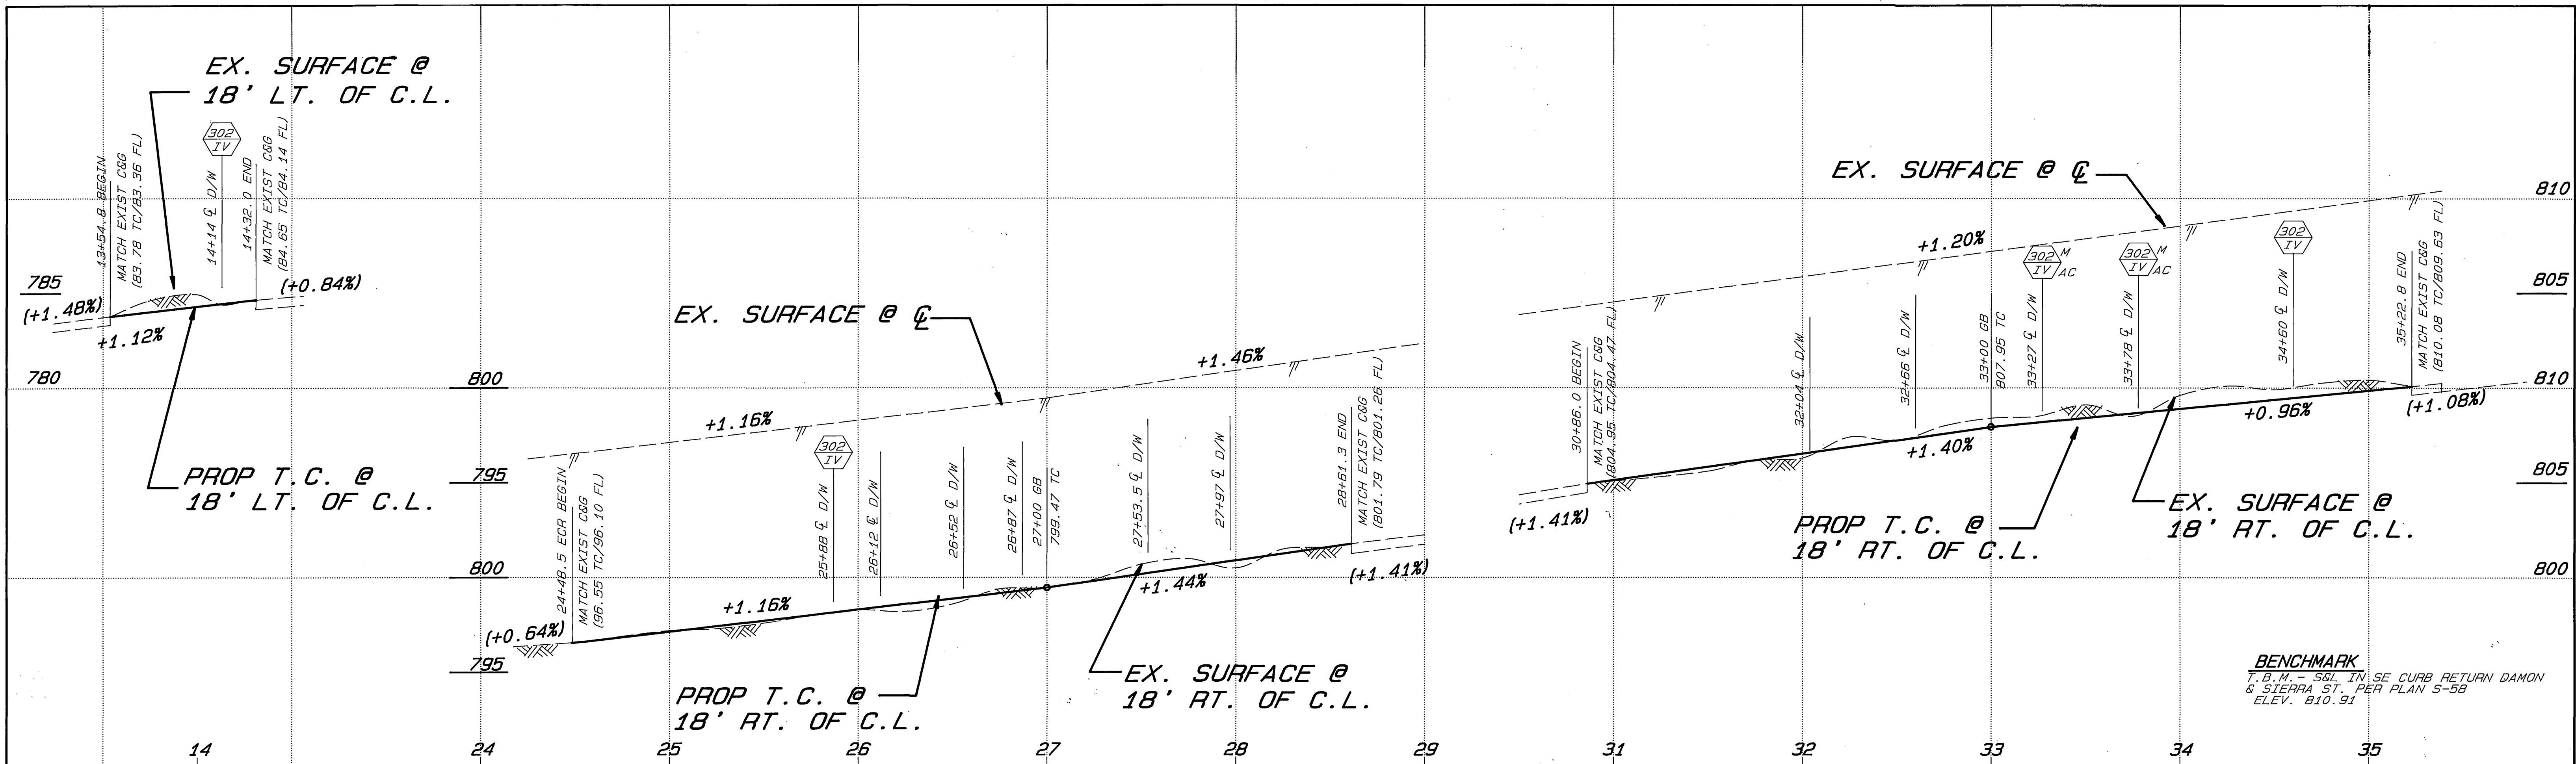 EX. SURFACE @
18' LT. OF C.L.
302
IV
13+54.8 BEGIN
MATCH EXIST C&G
(83.78 TC/83.36 FL)
14+14 ℄ D/W
14+32.0 END
MATCH EXIST C&G
(84.65 TC/84.14 FL)
785
(+1.48%)
(+0.84%)
+1.12%
780
PROP T.C. @
18' LT. OF C.L.
800
795
800
795
EX. SURFACE @ ℄
+1.16%
+1.46%
302
IV
24+48.5 ECR BEGIN
MATCH EXIST C&G
(96.55 TC/96.10 FL)
25+88 ℄ D/W
26+12 ℄ D/W
26+52 ℄ D/W
26+87 ℄ D/W
27+00 GB
799.47 TC
27+53.5 ℄ D/W
27+97 ℄ D/W
28+61.3 END
MATCH EXIST C&G
(801.79 TC/801.26 FL)
(+0.64%)
+1.16%
+1.44%
(+1.41%)
PROP T.C. @
18' RT. OF C.L.
EX. SURFACE @
18' RT. OF C.L.
EX. SURFACE @ ℄
+1.20%
30+86.0 BEGIN
MATCH EXIST C&G
(804.95 TC/804.47 FL)
32+04 ℄ D/W
32+66 ℄ D/W
33+00 GB
807.95 TC
302 M
IV AC
33+27 ℄ D/W
302 M
IV AC
33+78 ℄ D/W
302
IV
34+60 ℄ D/W
35+22.8 END
MATCH EXIST C&G
(810.08 TC/809.63 FL)
(+1.41%)
+1.40%
+0.96%
(+1.08%)
PROP T.C. @
18' RT. OF C.L.
EX. SURFACE @
18' RT. OF C.L.
810
805
810
805
800
BENCHMARK
T.B.M.- S&L IN SE CURB RETURN DAMON
& SIERRA ST. PER PLAN S-58
ELEV. 810.91
14 24 25 26 27 28 29 31 32 33 34 35